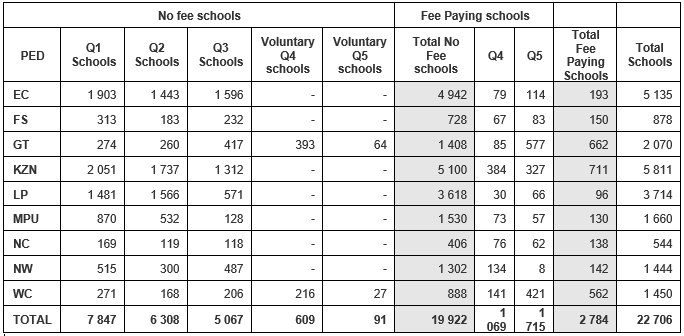 No fee schools Fee Paying schools
PED Q1 Schools Q2 Schools Q3 Schools Voluntary Q4 schools Voluntary Q5 schools Total No Fee schools Q4 Q5 Total Fee Paying Schools Total Schools
EC 1 903 1 443 1 596 - - 4 942 79 114 193 5 135
FS 313 183 232 - - 728 67 83 150 878
GT 274 260 417 393 64 1 408 85 577 662 2 070
KZN 2 051 1 737 1 312 - - 5 100 384 327 711 5 811
LP 1 481 1 566 571 - - 3 618 30 66 96 3 714
MPU 870 532 128 - - 1 530 73 57 130 1 660
NC 169 119 118 - - 406 76 62 138 544
NW 515 300 487 - - 1 302 134 8 142 1 444
WC 271 168 206 216 27 888 141 421 562 1 450
TOTAL 7 847 6 308 5 067 609 91 19 922 1 069 1 715 2 784 22 706